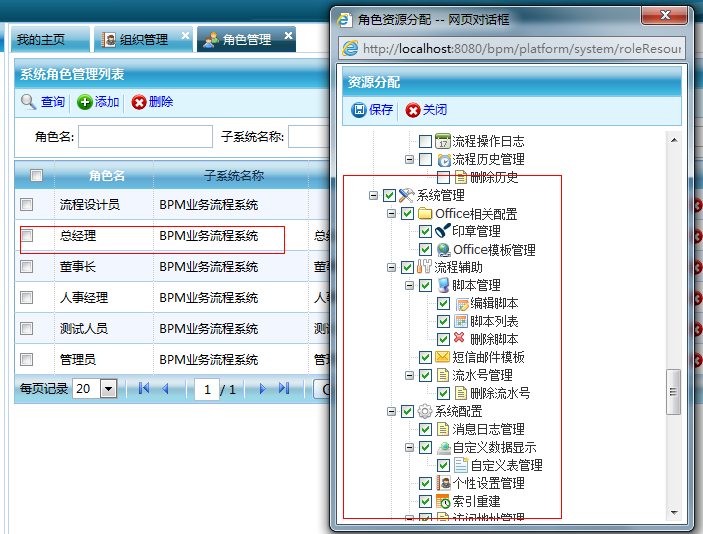 角色资源分配 -- 网页对话框
http://localhost:8080/bpm/platform/system/roleResour
我的主页 组织管理 角色管理
系统角色管理列表
查询 添加 删除
角色名: 子系统名称:
角色名 子系统名称
流程设计员 BPM业务流程系统
总经理 BPM业务流程系统 总经
董事长 BPM业务流程系统
人事经理 BPM业务流程系统
测试人员 BPM业务流程系统
管理员 BPM业务流程系统
每页记录 20 1 / 1
资源分配
保存 关闭
流程操作日志
流程历史管理
删除历史
系统管理
Office相关配置
印章管理
Office模板管理
流程辅助
脚本管理
编辑脚本
脚本列表
删除脚本
短信邮件模板
流水号管理
删除流水号
系统配置
消息日志管理
自定义数据显示
自定义表管理
个性设置管理
索引重建
访问地址管理